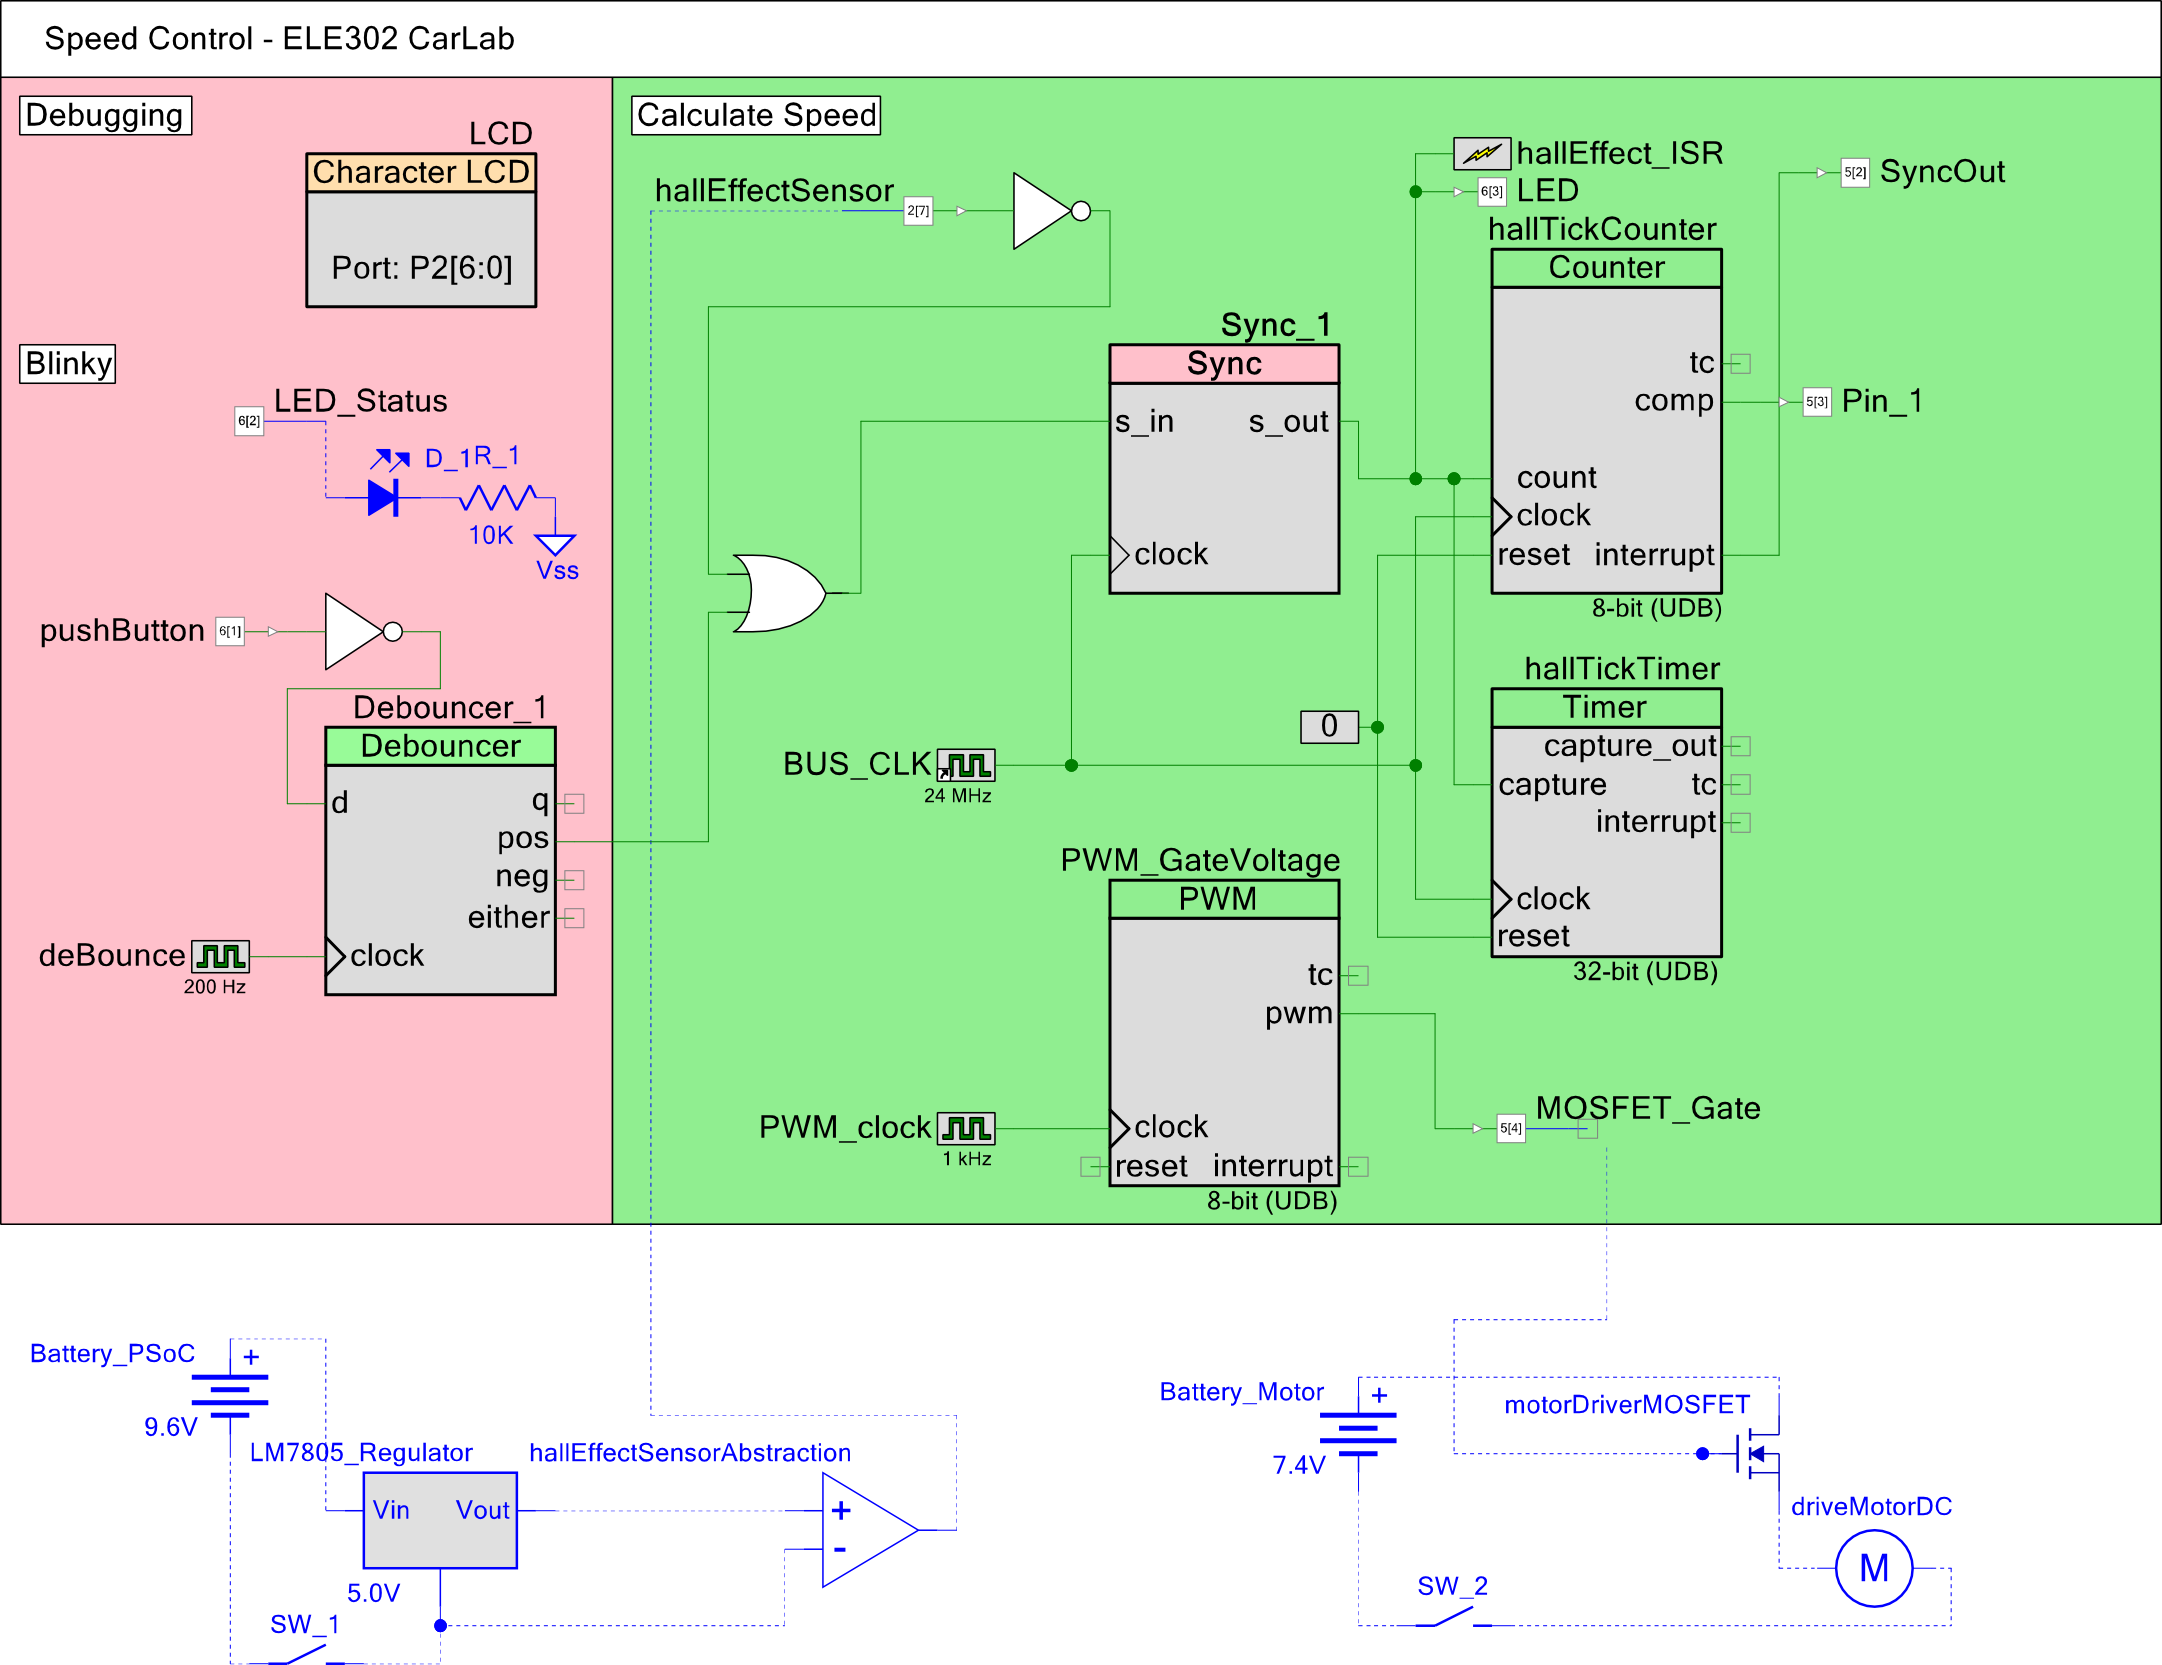 Speed Control - ELE302 CarLab
Debugging
LCD
Character LCD
Port: P2[6:0]
Blinky
6[2]
LED_Status
D_1
R_1
10K
Vss
pushButton
6[1]
Debouncer_1
Debouncer
d
q
pos
neg
either
clock
deBounce
200 Hz
Calculate Speed
hallEffectSensor
2[7]
Sync_1
Sync
s_in
s_out
clock
hallEffect_ISR
6[3]
LED
hallTickCounter
Counter
tc
comp
count
clock
reset
interrupt
8-bit (UDB)
5[2]
SyncOut
5[3]
Pin_1
0
BUS_CLK
24 MHz
hallTickTimer
Timer
capture_out
capture
tc
interrupt
clock
reset
32-bit (UDB)
PWM_GateVoltage
PWM
tc
pwm
clock
reset
interrupt
8-bit (UDB)
PWM_clock
1 kHz
5[4]
MOSFET_Gate
Battery_PSoC
+
9.6V
LM7805_Regulator
Vin
Vout
5.0V
SW_1
hallEffectSensorAbstraction
+
-
Battery_Motor
+
7.4V
motorDriverMOSFET
driveMotorDC
M
SW_2